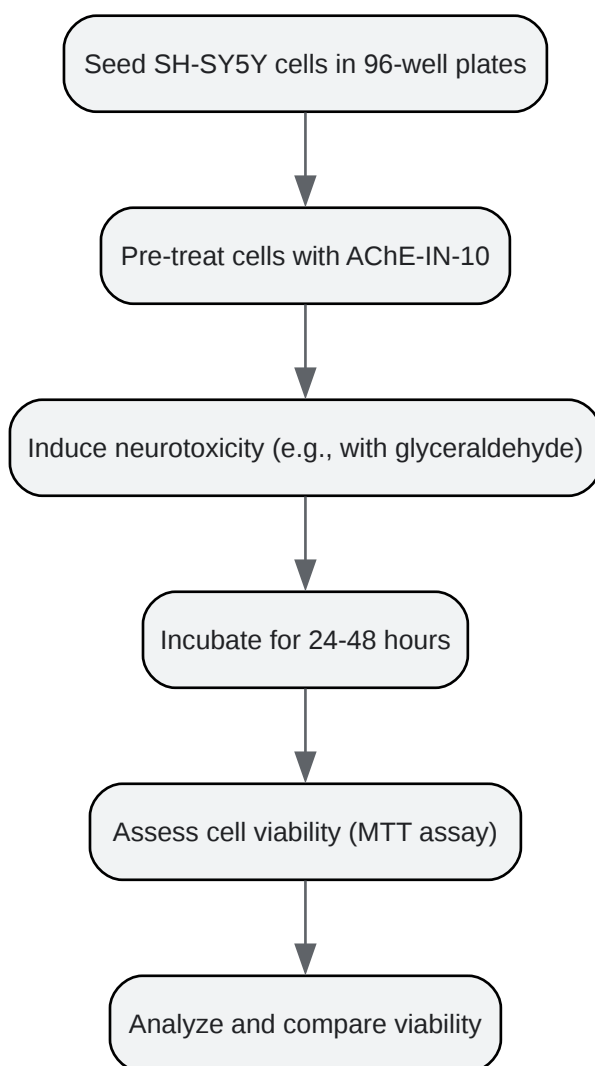 Seed SH-SY5Y cells in 96-well plates
Pre-treat cells with AChE-IN-10
Induce neurotoxicity (e.g., with glyceraldehyde)
Incubate for 24-48 hours
Assess cell viability (MTT assay)
Analyze and compare viability